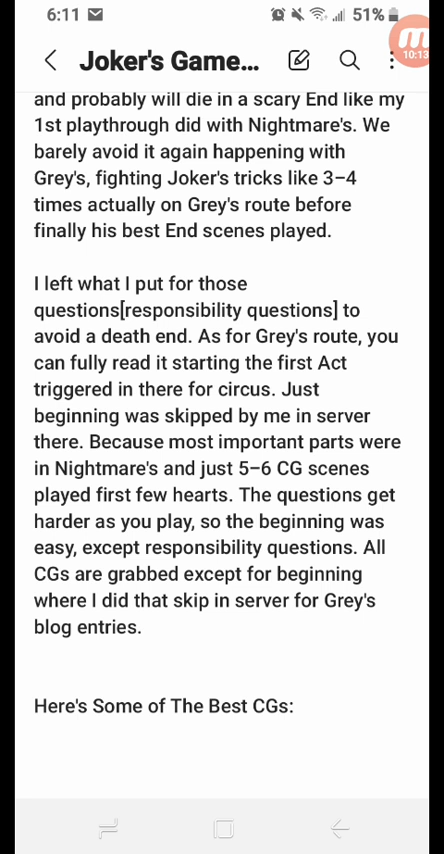 6:11
51%
10:13
Joker's Game...
and probably will die in a scary End like my
1st playthrough did with Nightmare's. We
barely avoid it again happening with
Grey's, fighting Joker's tricks like 3–4
times actually on Grey's route before
finally his best End scenes played.
I left what I put for those
questions[responsibility questions] to
avoid a death end. As for Grey's route, you
can fully read it starting the first Act
triggered in there for circus. Just
beginning was skipped by me in server
there. Because most important parts were
in Nightmare's and just 5–6 CG scenes
played first few hearts. The questions get
harder as you play, so the beginning was
easy, except responsibility questions. All
CGs are grabbed except for beginning
where I did that skip in server for Grey's
blog entries.
Here's Some of The Best CGs: